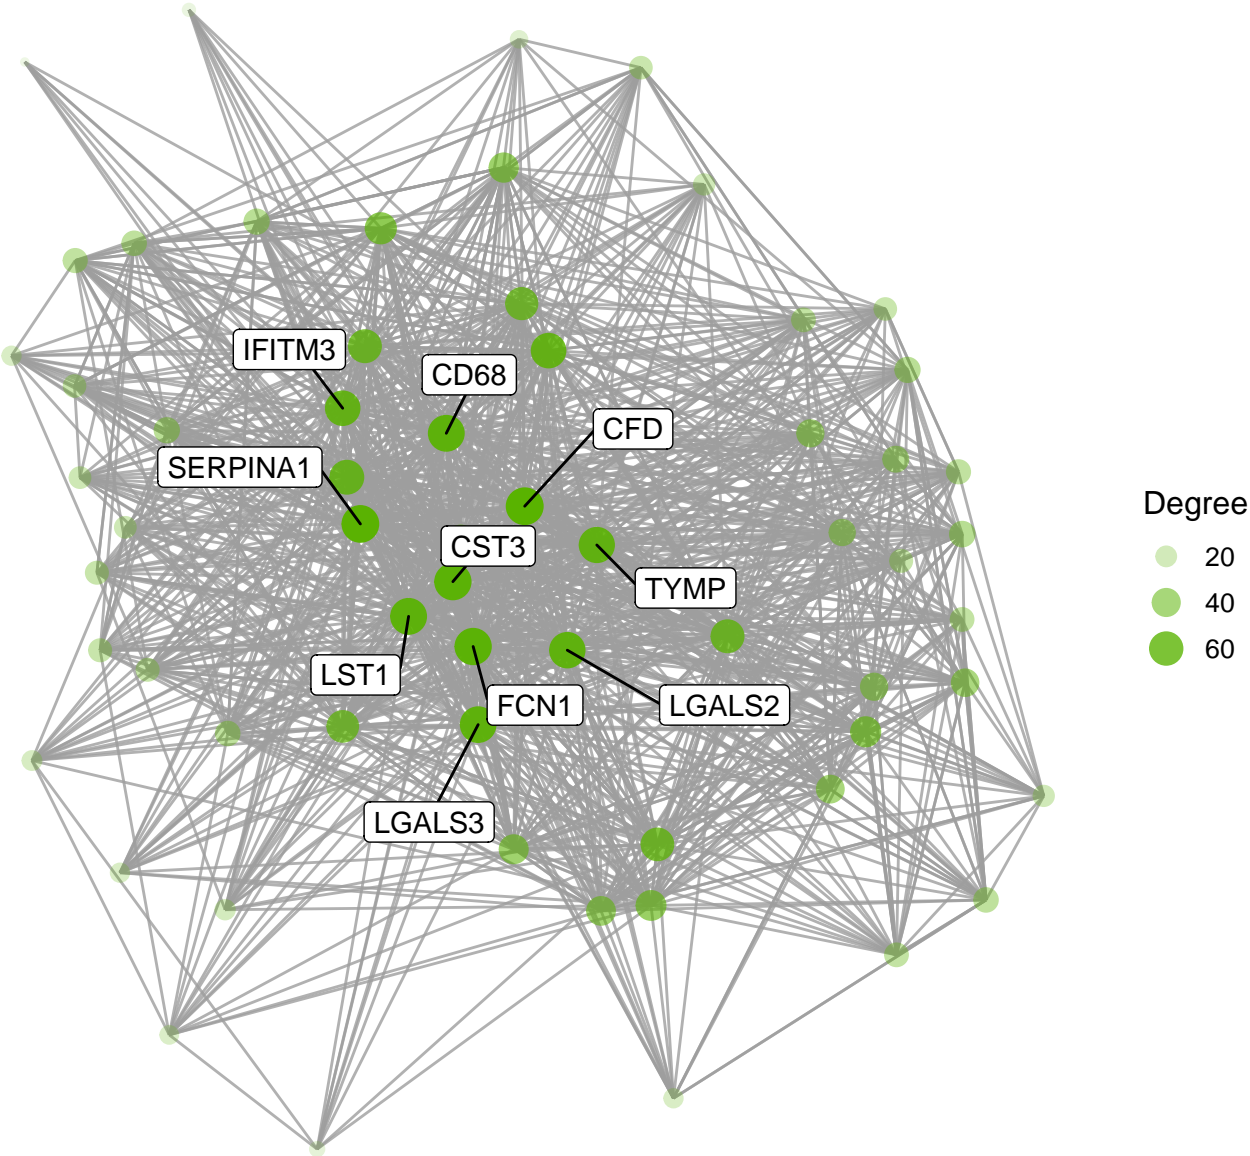 IFITM3
CD68
CFD
SERPINA1
CST3
TYMP
LST1
FCN1
LGALS2
LGALS3
Degree
20
40
60